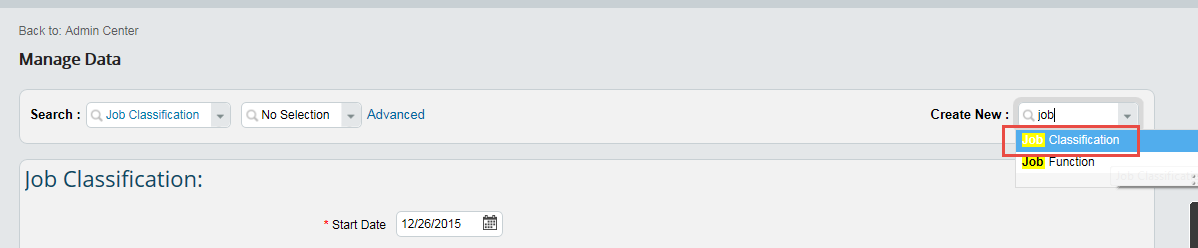 Back to: Admin Center
Manage Data
Search : Job Classification No Selection Advanced Create New : job
Job Classification
Job Function
Job Classification:
* Start Date 12/26/2015